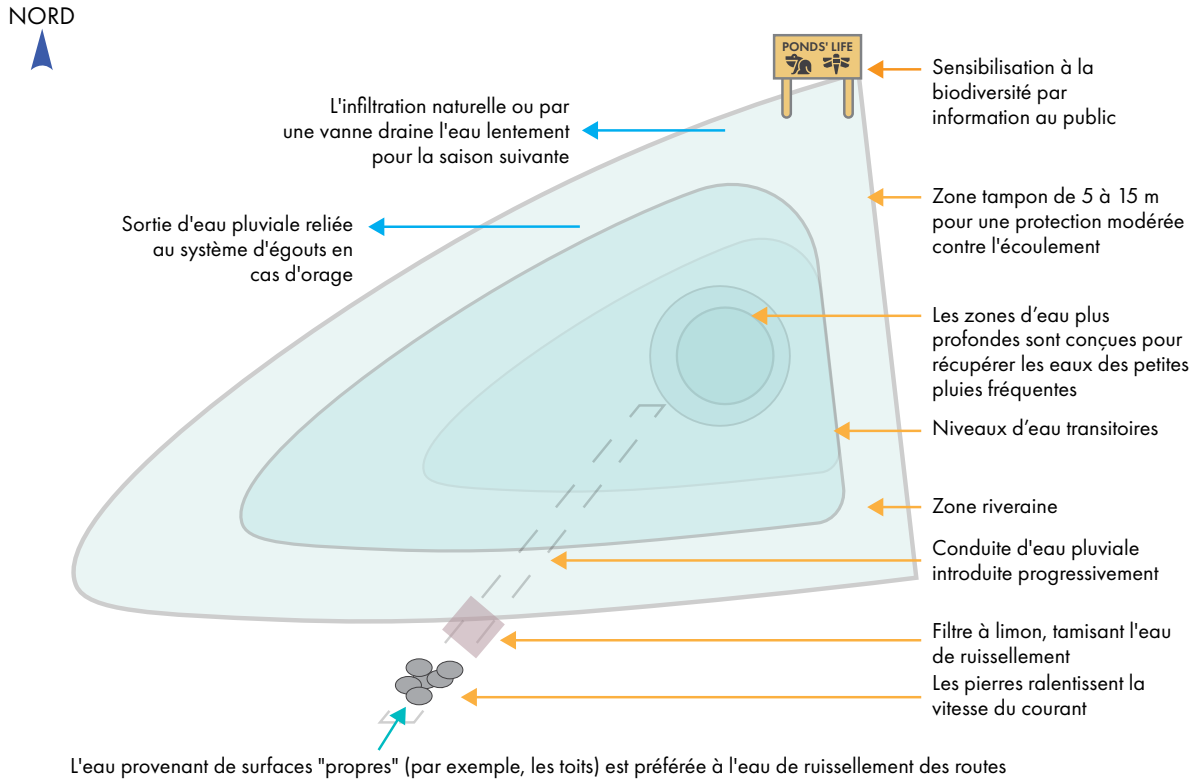 NORD
PONDS' LIFE
Sensibilisation à la
biodiversité par
information au public
L'infiltration naturelle ou par
une vanne draine l'eau lentement
pour la saison suivante
Zone tampon de 5 à 15 m
pour une protection modérée
contre l'écoulement
Sortie d'eau pluviale reliée
au système d'égouts en
cas d'orage
Les zones d’eau plus
profondes sont conçues pour
récupérer les eaux des petites
pluies fréquentes
Niveaux d’eau transitoires
Zone riveraine
Conduite d'eau pluviale
introduite progressivement
Filtre à limon, tamisant l'eau
de ruissellement
Les pierres ralentissent la
vitesse du courant
L'eau provenant de surfaces "propres" (par exemple, les toits) est préférée à l'eau de ruissellement des routes